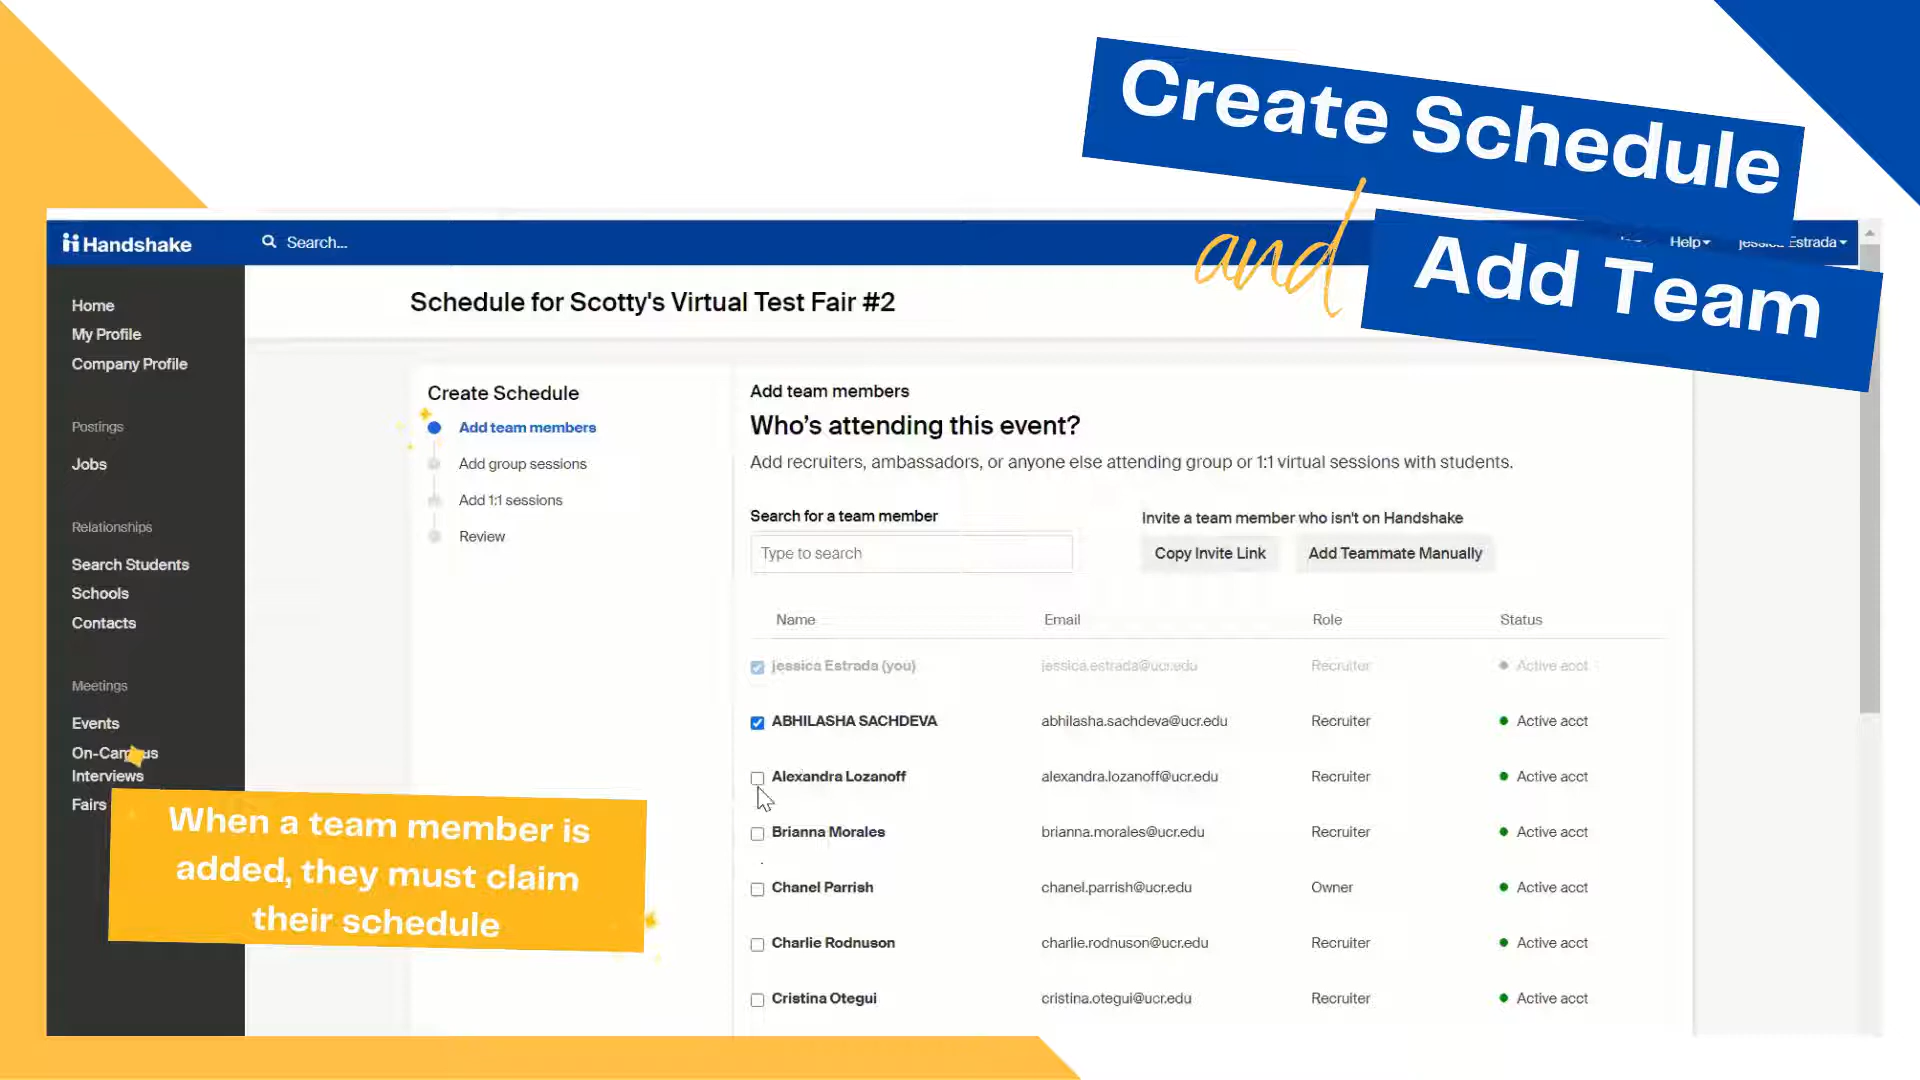 Create Schedule
and
Add Team
Handshake
Search...
Help
jessica Estrada
Home
My Profile
Company Profile
Postings
Jobs
Relationships
Search Students
Schools
Contacts
Meetings
Events
On-Campus
Interviews
Fairs
When a team member is
added, they must claim
their schedule
Schedule for Scotty's Virtual Test Fair #2
Create Schedule
Add team members
Add group sessions
Add 1:1 sessions
Review
Add team members
Who's attending this event?
Add recruiters, ambassadors, or anyone else attending group or 1:1 virtual sessions with students.
Search for a team member
Type to search
Invite a team member who isn't on Handshake
Copy Invite Link Add Teammate Manually
Name Email Role Status
jessica Estrada (you) jessica.estrada@ucr.edu Recruiter Active acct
ABHILASHA SACHDEVA abhilasha.sachdeva@ucr.edu Recruiter Active acct
Alexandra Lozanoff alexandra.lozanoff@ucr.edu Recruiter Active acct
Brianna Morales brianna.morales@ucr.edu Recruiter Active acct
Chanel Parrish chanel.parrish@ucr.edu Owner Active acct
Charlie Rodnuson charlie.rodnuson@ucr.edu Recruiter Active acct
Cristina Otegui cristina.otegui@ucr.edu Recruiter Active acct